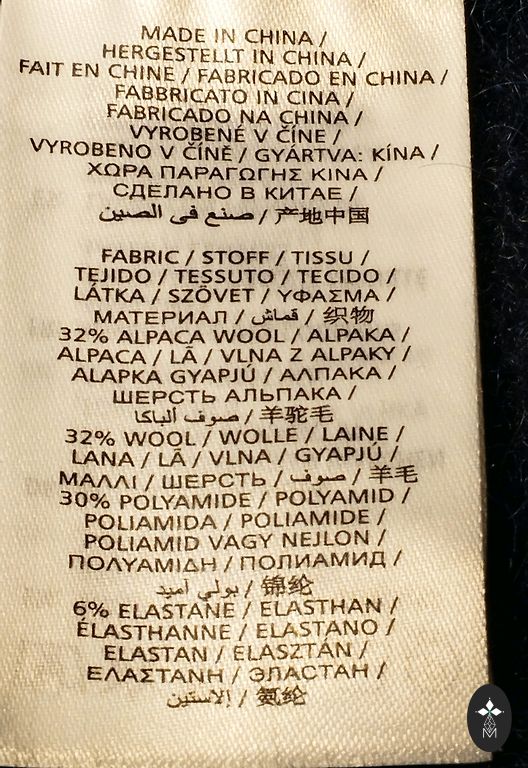 MADE IN CHINA /
HERGESTELLT IN CHINA /
FAIT EN CHINE / FABRICADO EN CHINA /
FABBRICATO IN CINA /
FABRICADO NA CHINA /
VYROBENÉ V ČÍNE /
VYROBENO V ČÍNĚ / GYÁRTVA: KÍNA /
ΧΩΡΑ ΠΑΡΑΓΩΓΗΣ ΚΙΝΑ /
СДЕЛАНО В КИТАЕ /
صنع في الصين / 产地中国
FABRIC / STOFF / TISSU /
TEJIDO / TESSUTO / TECIDO /
LÁTKA / SZÖVET / ΥΦΑΣΜΑ /
МАТЕРИАЛ / قماش / 织物
32% ALPACA WOOL / ALPAKA /
ALPACA / LÃ / VLNA Z ALPAKY /
ALAPKA GYAPJÚ / ΑΛΠΑΚΑ /
ШЕРСТЬ АЛЬПАКА /
صوف ألباكا / 羊驼毛
32% WOOL / WOLLE / LAINE /
LANA / LÃ / VLNA / GYAPJÚ /
ΜΑΛΛΙ / ШЕРСТЬ / صوف / 羊毛
30% POLYAMIDE / POLYAMID /
POLIAMIDA / POLIAMIDE /
POLIAMID VAGY NEJLON /
ΠΟΛΥΑΜΙΔΗ / ПОЛИАМИД /
بولي أميد / 锦纶
6% ELASTANE / ELASTHAN /
ÉLASTHANNE / ELASTANO /
ELASTAN / ELASZTÁN /
ΕΛΑΣΤΑΝΗ / ЭЛАСТАН /
الاستين / 氨纶